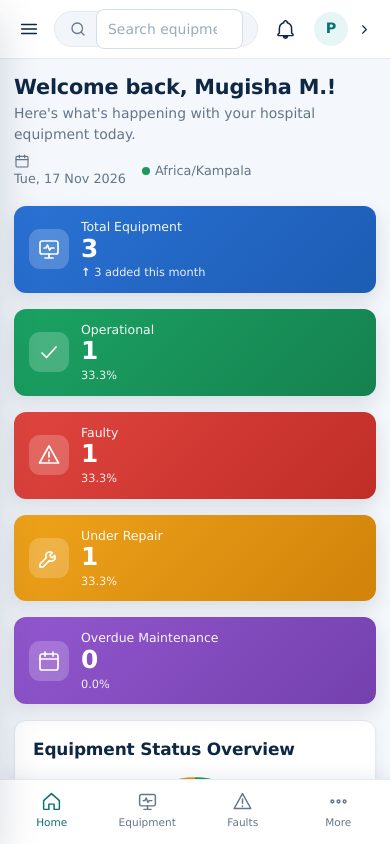 Search equipme
P
Welcome back, Mugisha M.!
Here's what's happening with your hospital
equipment today.
Tue, 17 Nov 2026
Africa/Kampala
Total Equipment
3
↑ 3 added this month
Operational
1
33.3%
Faulty
1
33.3%
Under Repair
1
33.3%
Overdue Maintenance
0
0.0%
Equipment Status Overview
Home
Equipment
Faults
More